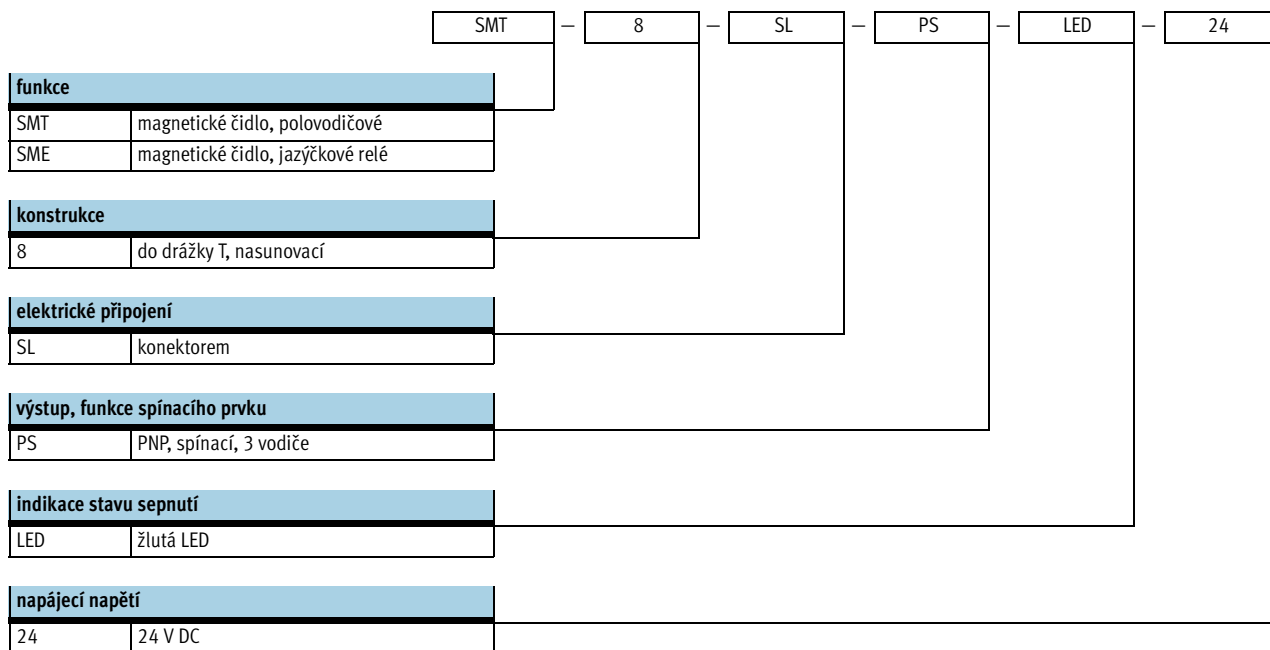 SMT – 8 – SL – PS – LED – 24
funkce
SMT magnetické čidlo, polovodičové
SME magnetické čidlo, jazýčkové relé
konstrukce
8 do drážky T, nasunovací
elektrické připojení
SL konektorem
výstup, funkce spínacího prvku
PS PNP, spínací, 3 vodiče
indikace stavu sepnutí
LED žlutá LED
napájecí napětí
24 24 V DC